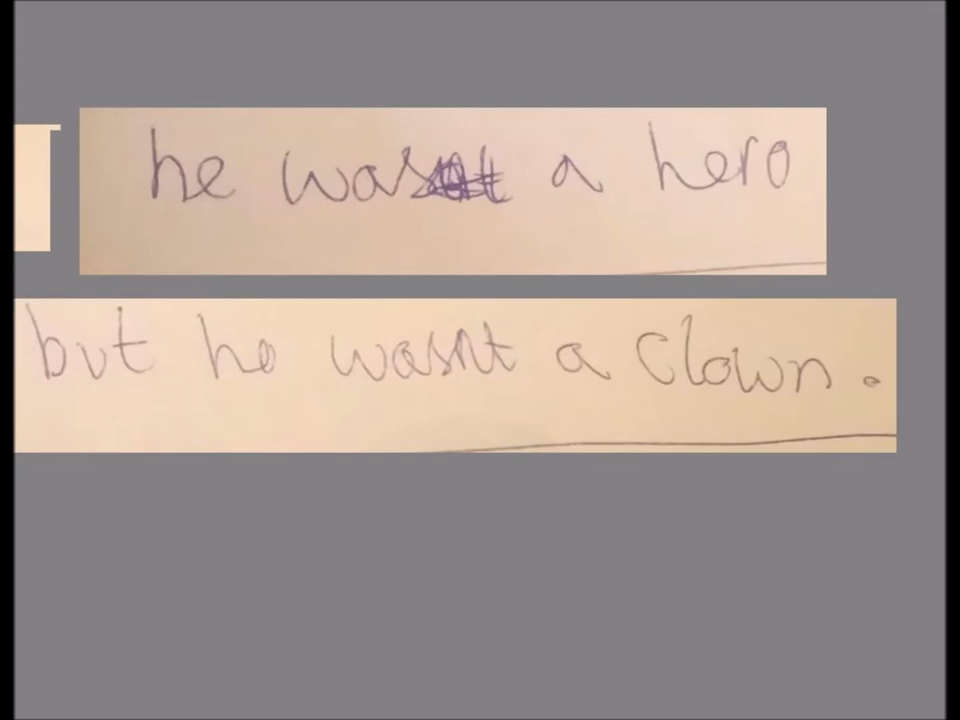 he was a hero
but he wasnt a clown.